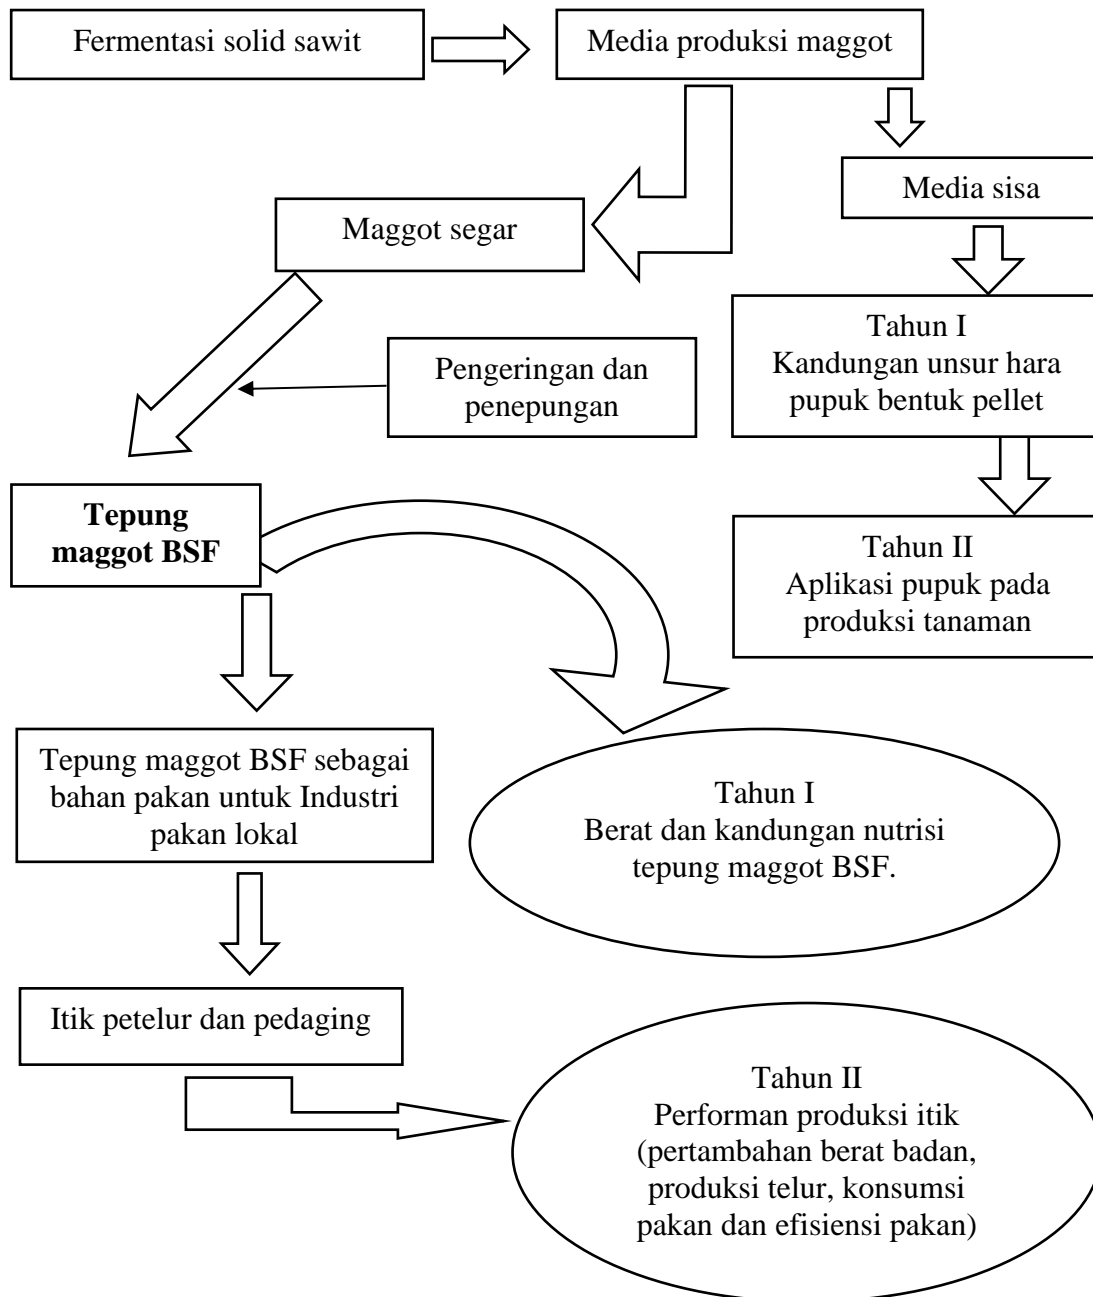 Fermentasi solid sawit
Media produksi maggot
Media sisa
Maggot segar
Tahun I
Kandungan unsur hara
pupuk bentuk pellet
Pengeringan dan
penepungan
Tepung
maggot BSF
Tahun II
Aplikasi pupuk pada
produksi tanaman
Tepung maggot BSF sebagai
bahan pakan untuk Industri
pakan lokal
Tahun I
Berat dan kandungan nutrisi
tepung maggot BSF.
Itik petelur dan pedaging
Tahun II
Performan produksi itik
(pertambahan berat badan,
produksi telur, konsumsi
pakan dan efisiensi pakan)